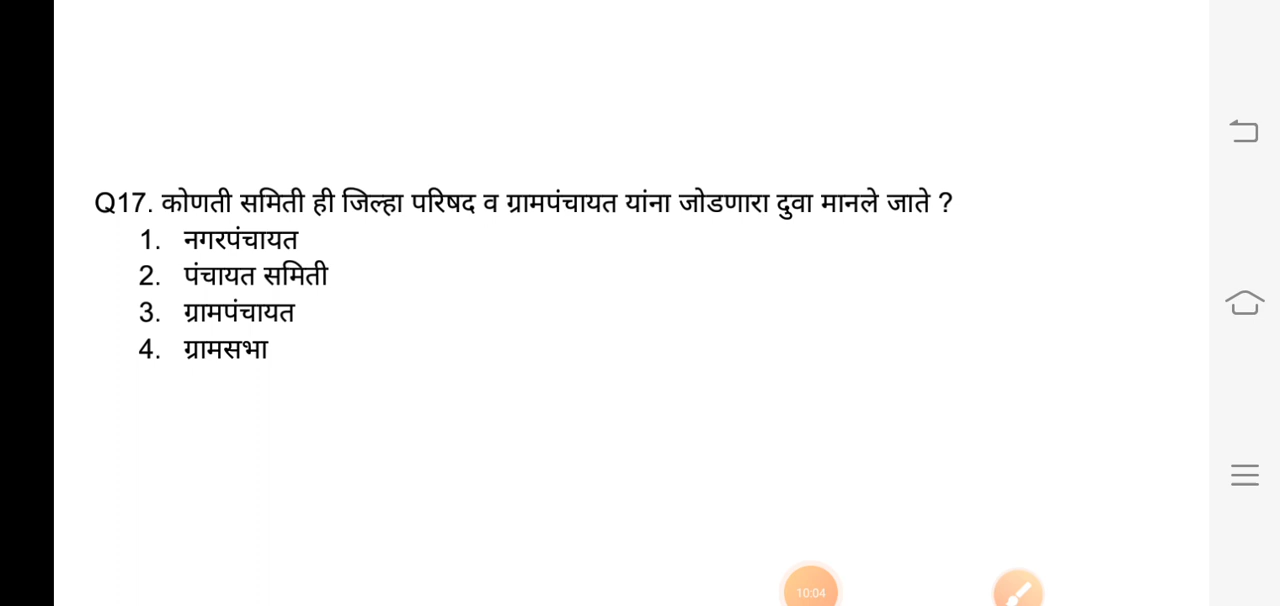 Q17. कोणती समिती ही जिल्हा परिषद व ग्रामपंचायत यांना जोडणारा दुवा मानले जाते ?
1. नगरपंचायत
2. पंचायत समिती
3. ग्रामपंचायत
4. ग्रामसभा
10:04